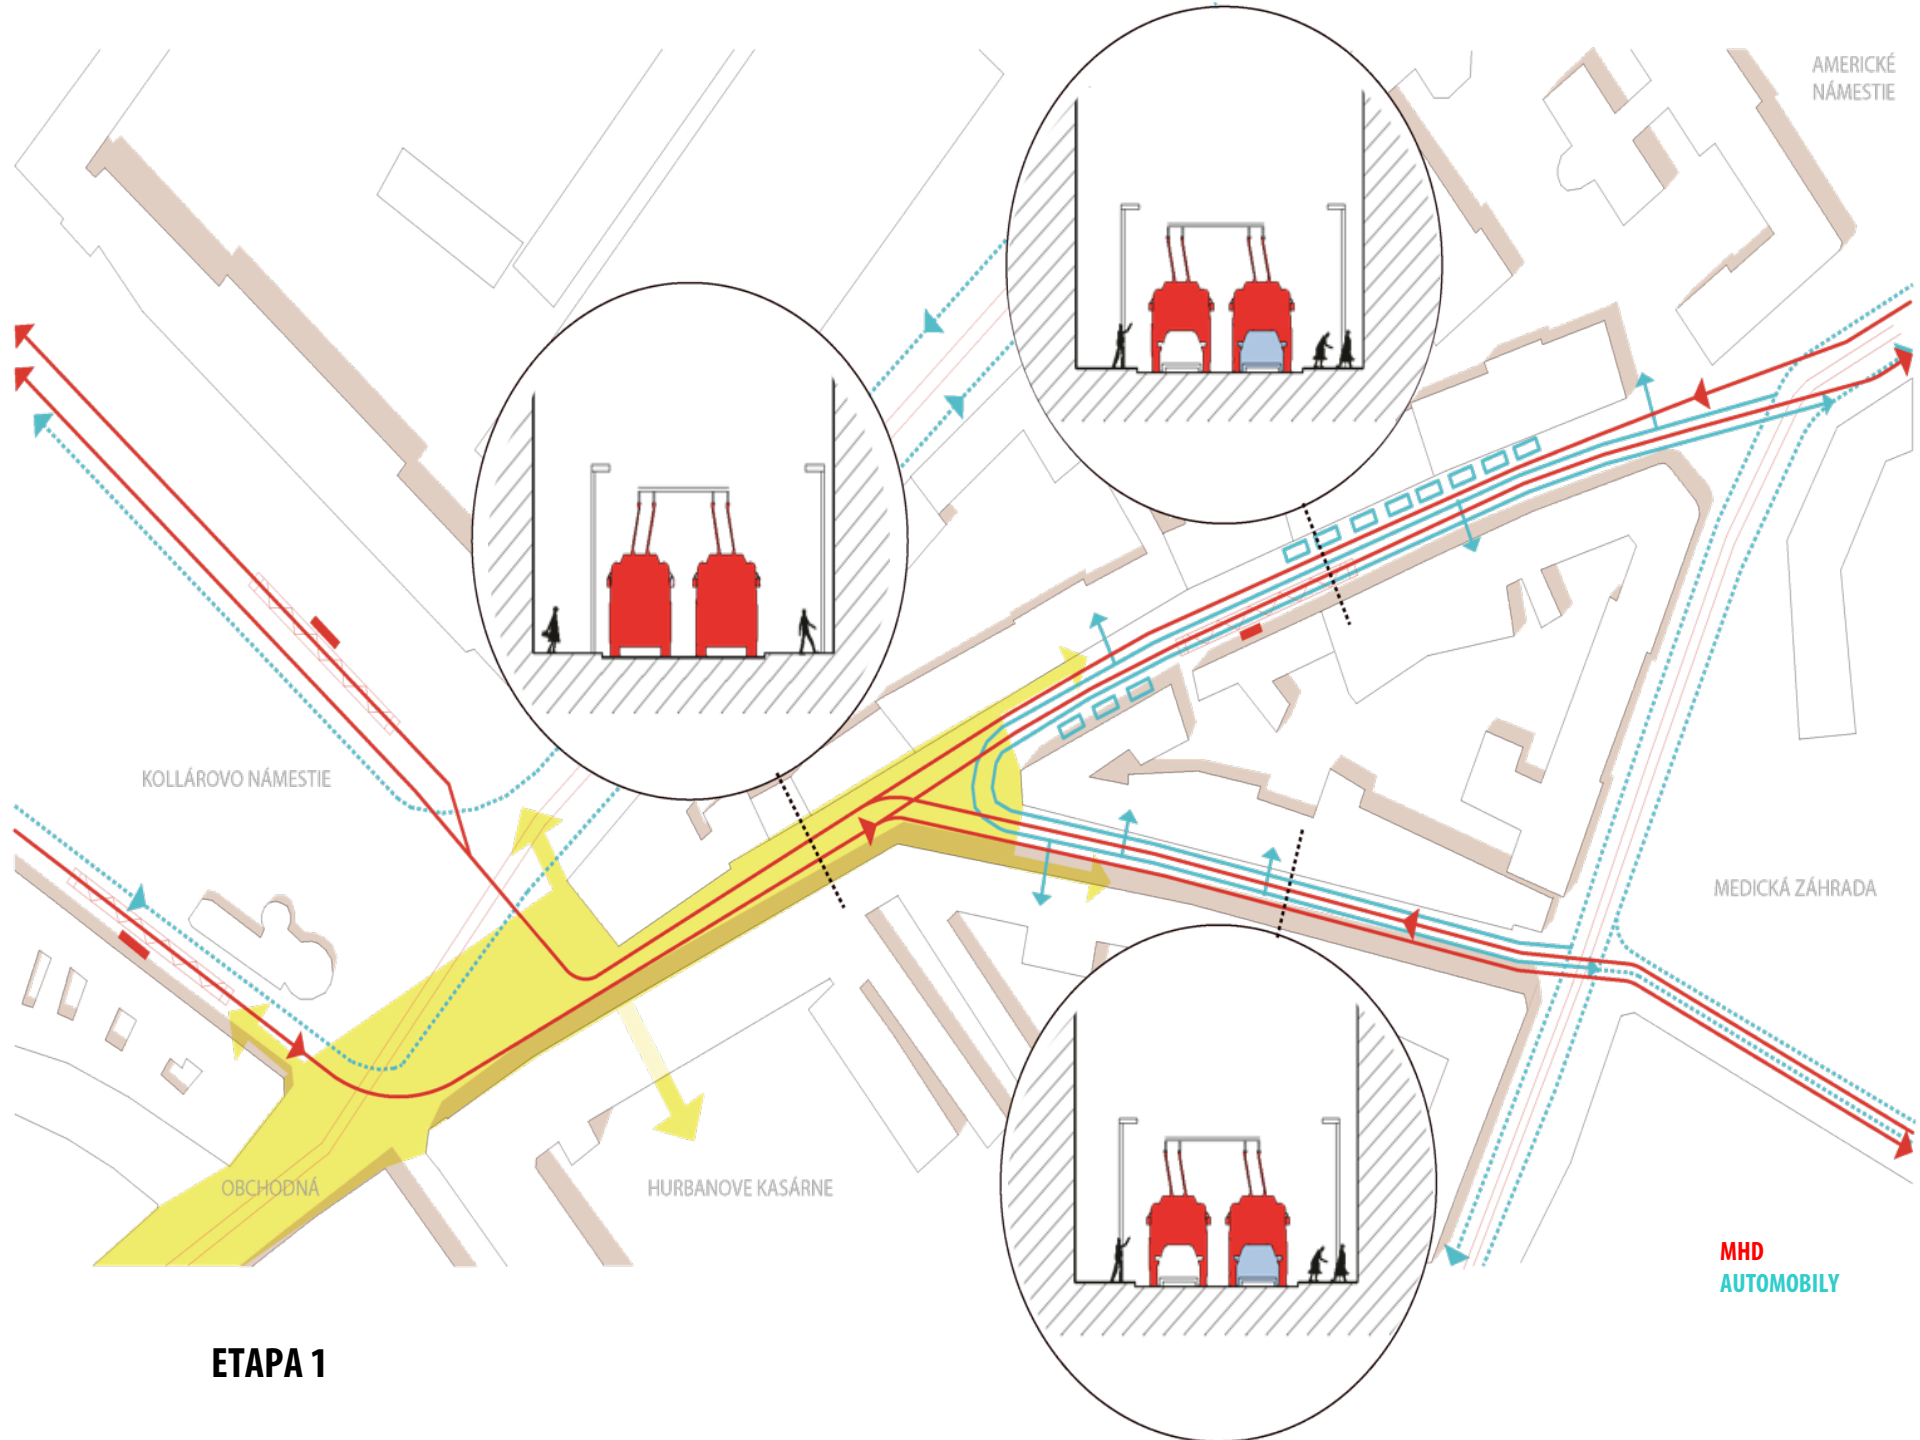 AMERICKÉ
NÁMESTIE
KOLLÁROVO NÁMESTIE
MEDICKÁ ZÁHRADA
OBCHODNÁ
HURBANOVE KASÁRNE
MHD
AUTOMOBILY
ETAPA 1